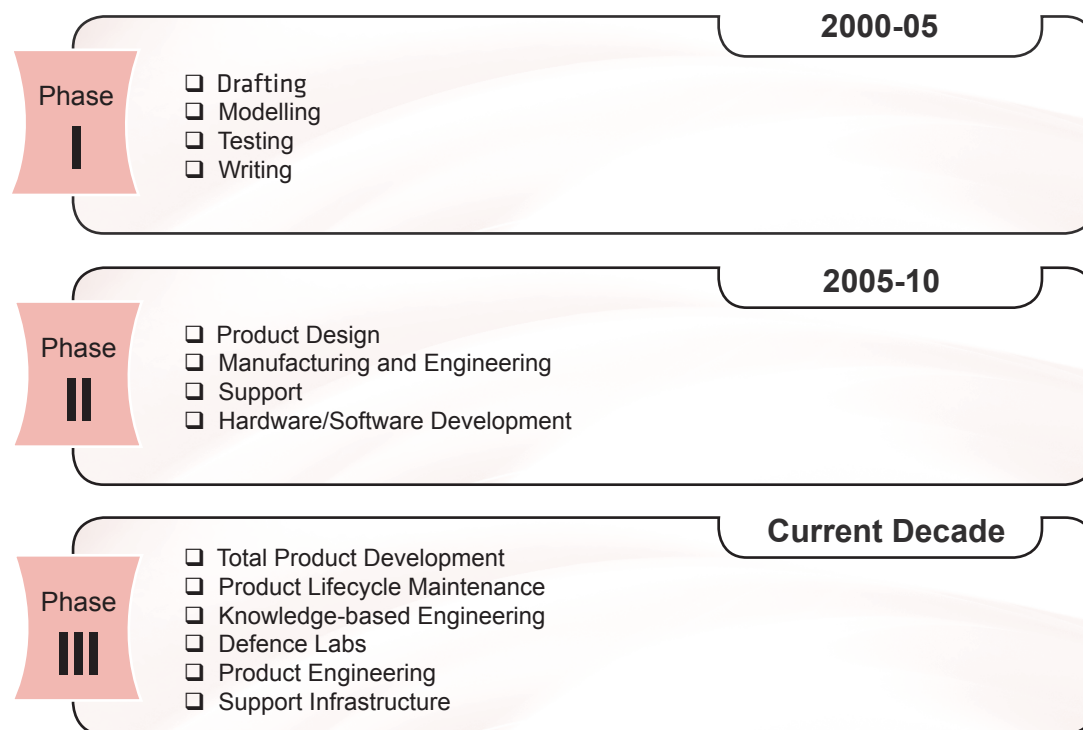 2000-05
Phase
I
❑ Drafting
❑ Modelling
❑ Testing
❑ Writing
2005-10
Phase
II
❑ Product Design
❑ Manufacturing and Engineering
❑ Support
❑ Hardware/Software Development
Current Decade
Phase
III
❑ Total Product Development
❑ Product Lifecycle Maintenance
❑ Knowledge-based Engineering
❑ Defence Labs
❑ Product Engineering
❑ Support Infrastructure